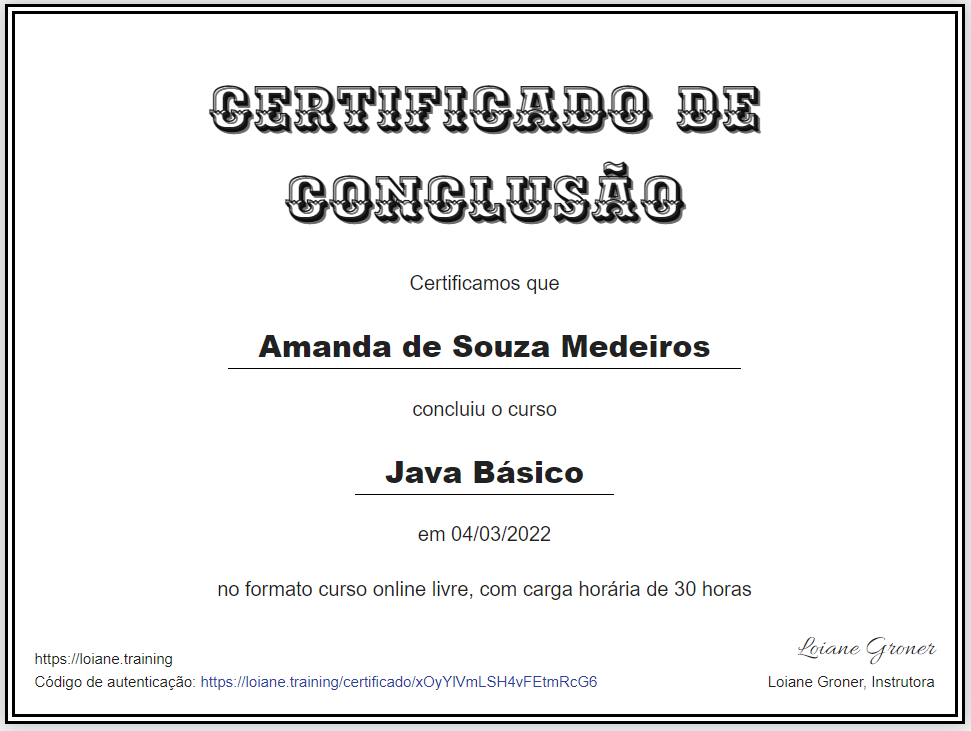 CERTIFICADO DE
CONCLUSÃO
Certificamos que
Amanda de Souza Medeiros
concluiu o curso
Java Básico
em 04/03/2022
no formato curso online livre, com carga horária de 30 horas
Loiane Groner
https://loiane.training
Código de autenticação: https://loiane.training/certificado/xOyYlVmLSH4vFEtmRcG6
Loiane Groner, Instrutora